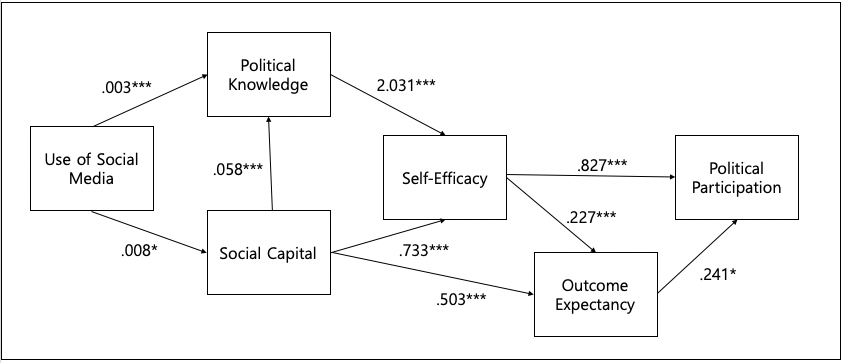 Political
Knowledge
.003***
2.031***
Use of Social
Media
.058***
Self-Efficacy
.827***
Political
Participation
.008*
Social Capital
.733***
.227***
.503***
Outcome
Expectancy
.241*